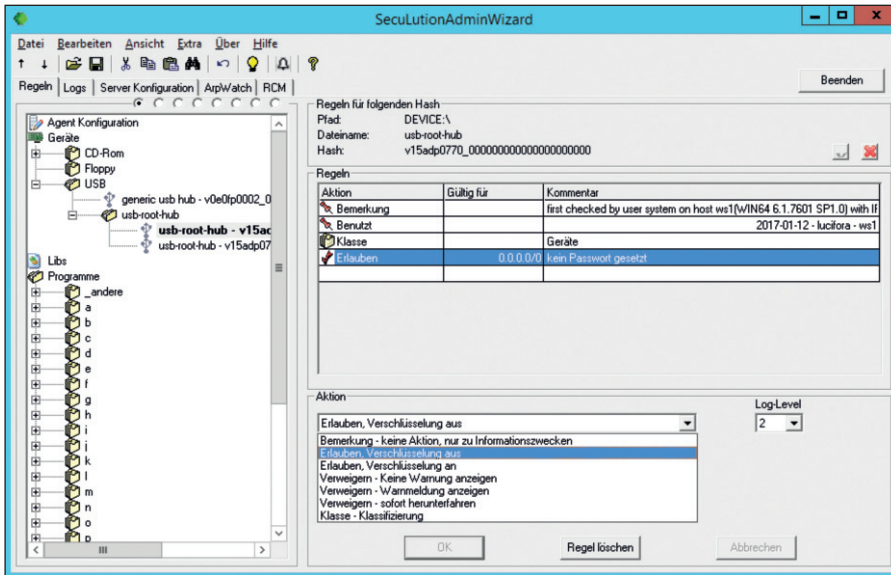 SecuLutionAdminWizard
Datei Bearbeiten Ansicht Extra Über Hilfe
Regeln Logs Server Konfiguration ArpWatch RCM
Beenden
Agent Konfiguration
Geräte
CD-Rom
Floppy
USB
generic usb hub - v0e0fp0002_0
usb-root-hub
usb-root-hub - v15ac
usb-root-hub - v15adp07
Libs
Programme
_andere
a
b
c
d
e
f
g
h
i
j
k
l
m
n
o
p
Regeln für folgenden Hash
Pfad: DEVICE:\
Dateiname: usb-root-hub
Hash: v15adp0770_00000000000000000000000
Regeln
Aktion Gültig für Kommentar
Bemerkung first checked by user system on host ws1(WIN64 6.1.7601 SP1.0) with IF
Benutzt 2017-01-12 - lucifora - ws1
Klasse Geräte
Erlauben 0.0.0.0/0 kein Passwort gesetzt
Aktion
Log-Level
Erlauben, Verschlüsselung aus
2
Bemerkung - keine Aktion, nur zu Informationszwecken
Erlauben, Verschlüsselung aus
Erlauben, Verschlüsselung an
Verweigern - Keine Warnung anzeigen
Verweigern - Warnmeldung anzeigen
Verweigern - sofort herunterfahren
Klasse - Klassifizierung
OK
Regel löschen
Abbrechen